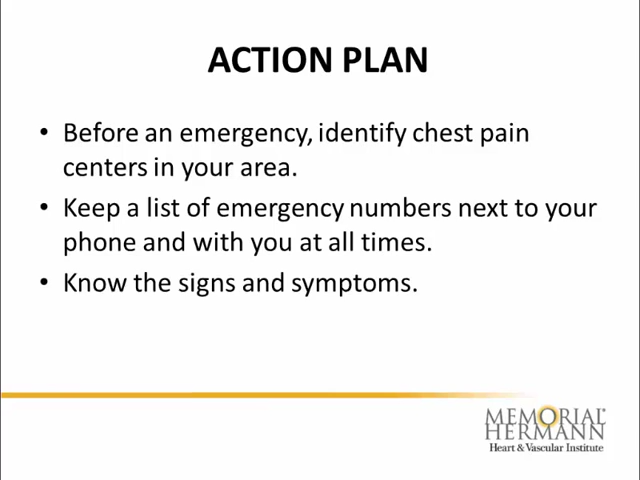 ACTION PLAN
• Before an emergency, identify chest pain
centers in your area.
• Keep a list of emergency numbers next to your
phone and with you at all times.
• Know the signs and symptoms.
MEMORIAL®
HERMANN
Heart & Vascular Institute